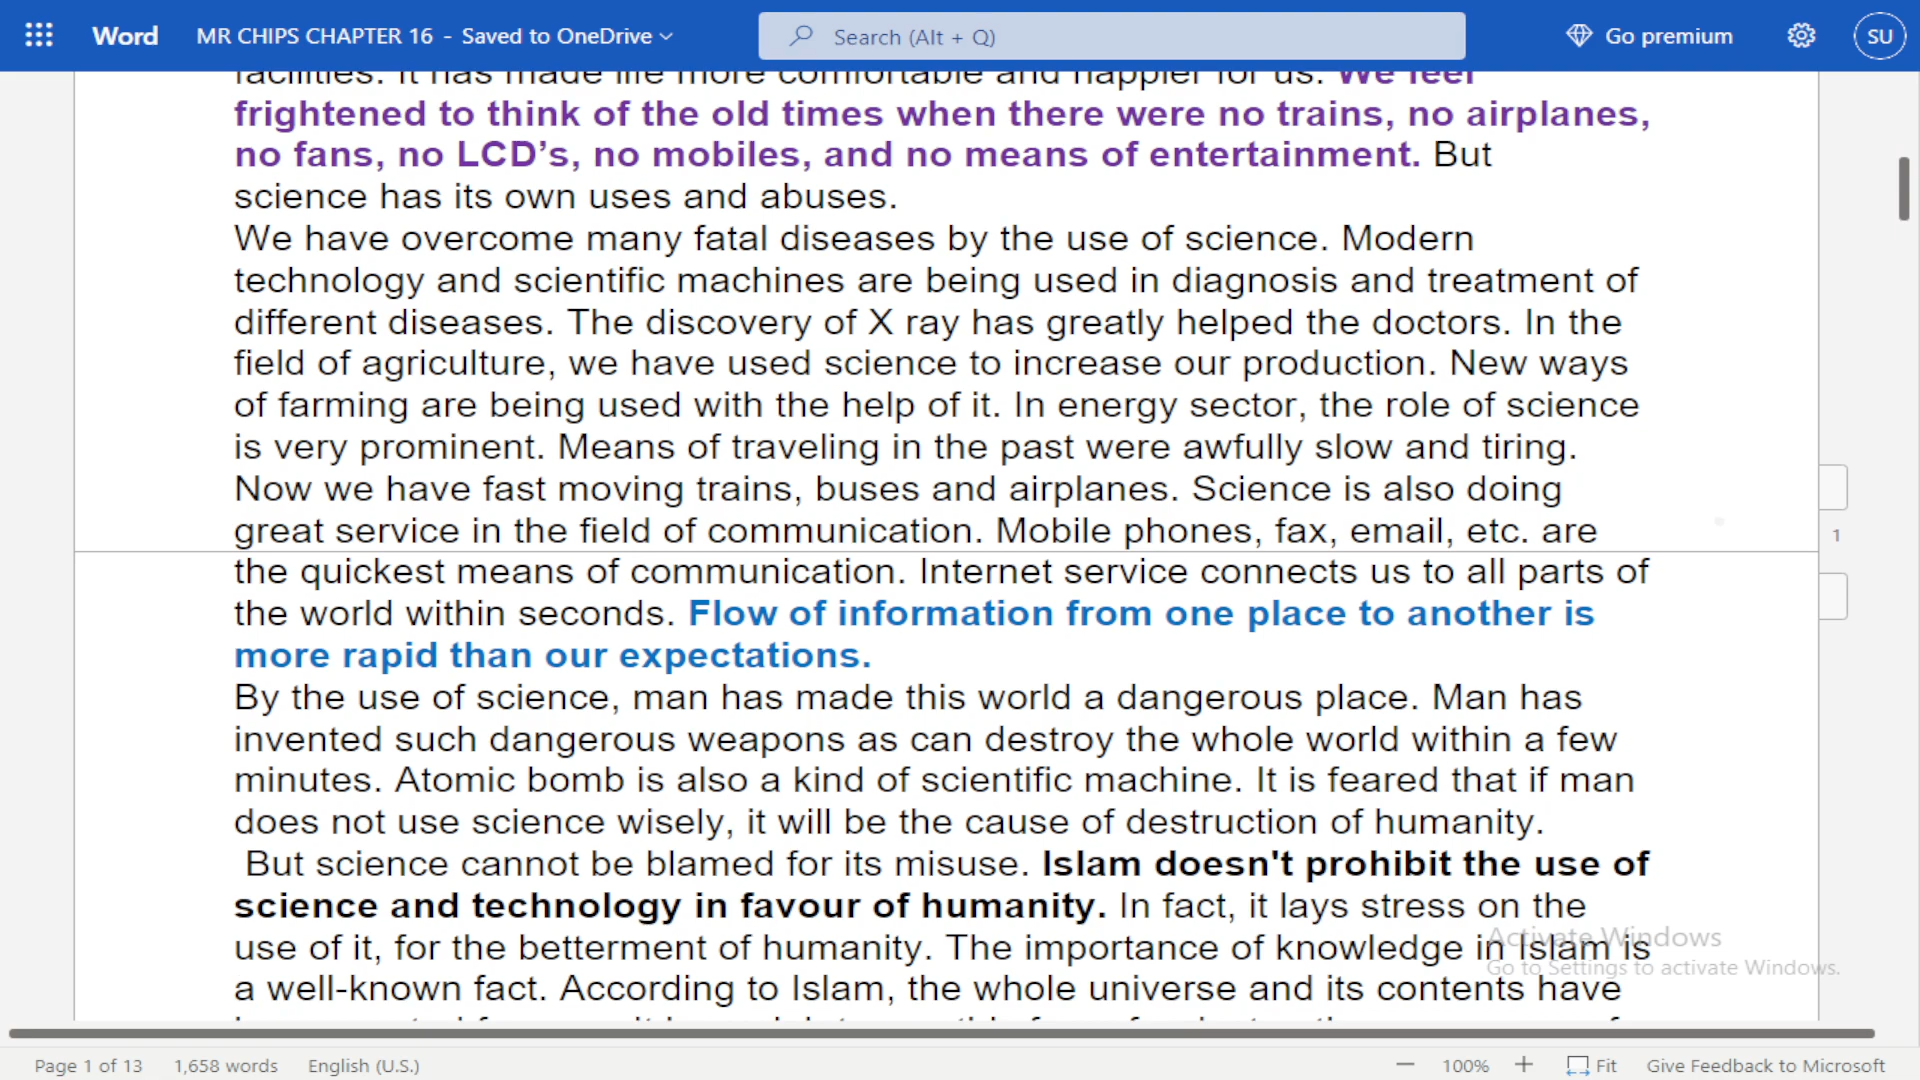 Word MR CHIPS CHAPTER 16 - Saved to OneDrive Search (Alt + Q) Go premium SU
facilities. It has made life more comfortable and happier for us. We feel
frightened to think of the old times when there were no trains, no airplanes,
no fans, no LCD’s, no mobiles, and no means of entertainment. But
science has its own uses and abuses.
We have overcome many fatal diseases by the use of science. Modern
technology and scientific machines are being used in diagnosis and treatment of
different diseases. The discovery of X ray has greatly helped the doctors. In the
field of agriculture, we have used science to increase our production. New ways
of farming are being used with the help of it. In energy sector, the role of science
is very prominent. Means of traveling in the past were awfully slow and tiring.
Now we have fast moving trains, buses and airplanes. Science is also doing
great service in the field of communication. Mobile phones, fax, email, etc. are
1
the quickest means of communication. Internet service connects us to all parts of
the world within seconds. Flow of information from one place to another is
more rapid than our expectations.
By the use of science, man has made this world a dangerous place. Man has
invented such dangerous weapons as can destroy the whole world within a few
minutes. Atomic bomb is also a kind of scientific machine. It is feared that if man
does not use science wisely, it will be the cause of destruction of humanity.
But science cannot be blamed for its misuse. Islam doesn't prohibit the use of
science and technology in favour of humanity. In fact, it lays stress on the
use of it, for the betterment of humanity. The importance of knowledge in Islam is
a well-known fact. According to Islam, the whole universe and its contents have
Activate Windows
Go to Settings to activate Windows.
Page 1 of 13 1,658 words English (U.S.) 100% Fit Give Feedback to Microsoft